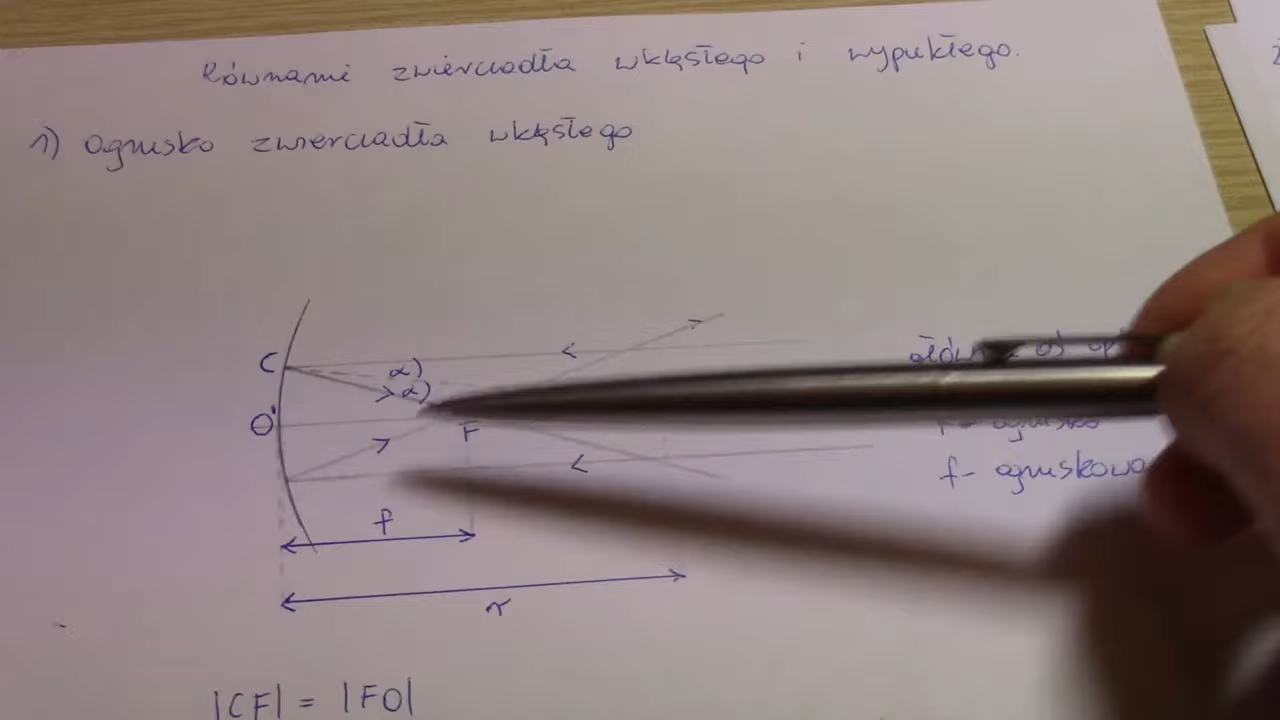 Równanie zwierciadła wklęsłego i wypukłego.
1) Ognisko zwierciadła wklęsłego
C
α)
α)
O'
F
f - ogniskowa
f
r
|CF| = |FO|